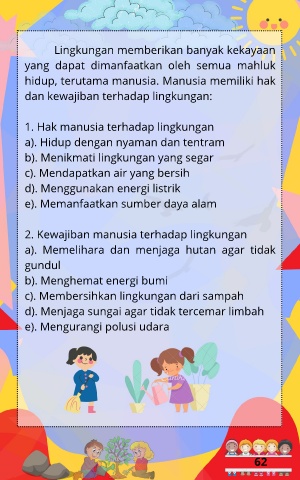 Lingkungan memberikan banyak kekayaan
yang dapat dimanfaatkan oleh semua mahluk
hidup, terutama manusia. Manusia memiliki hak
dan kewajiban terhadap lingkungan:
1. Hak manusia terhadap lingkungan
a). Hidup dengan nyaman dan tentram
b). Menikmati lingkungan yang segar
c). Mendapatkan air yang bersih
d). Menggunakan energi listrik
e). Memanfaatkan sumber daya alam
2. Kewajiban manusia terhadap lingkungan
a). Memelihara dan menjaga hutan agar tidak
gundul
b). Menghemat energi bumi
c). Membersihkan lingkungan dari sampah
d). Menjaga sungai agar tidak tercemar limbah
e). Mengurangi polusi udara
62